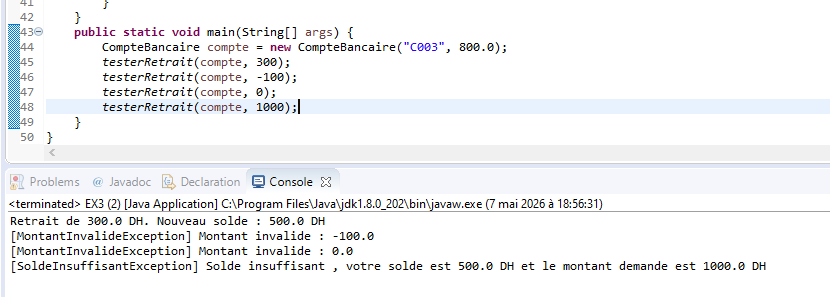 41 }
42 }
43 public static void main(String[] args) {
44 CompteBancaire compte = new CompteBancaire("C003", 800.0);
45 testerRetrait(compte, 300);
46 testerRetrait(compte, -100);
47 testerRetrait(compte, 0);
48 testerRetrait(compte, 1000);
49 }
50 }
Problems @ Javadoc Declaration Console
<terminated> EX3 (2) [Java Application] C:\Program Files\Java\jdk1.8.0_202\bin\javaw.exe (7 mai 2026 à 18:56:31)
Retrait de 300.0 DH. Nouveau solde : 500.0 DH
[MontantInvalideException] Montant invalide : -100.0
[MontantInvalideException] Montant invalide : 0.0
[SoldeInsuffisantException] Solde insuffisant , votre solde est 500.0 DH et le montant demande est 1000.0 DH